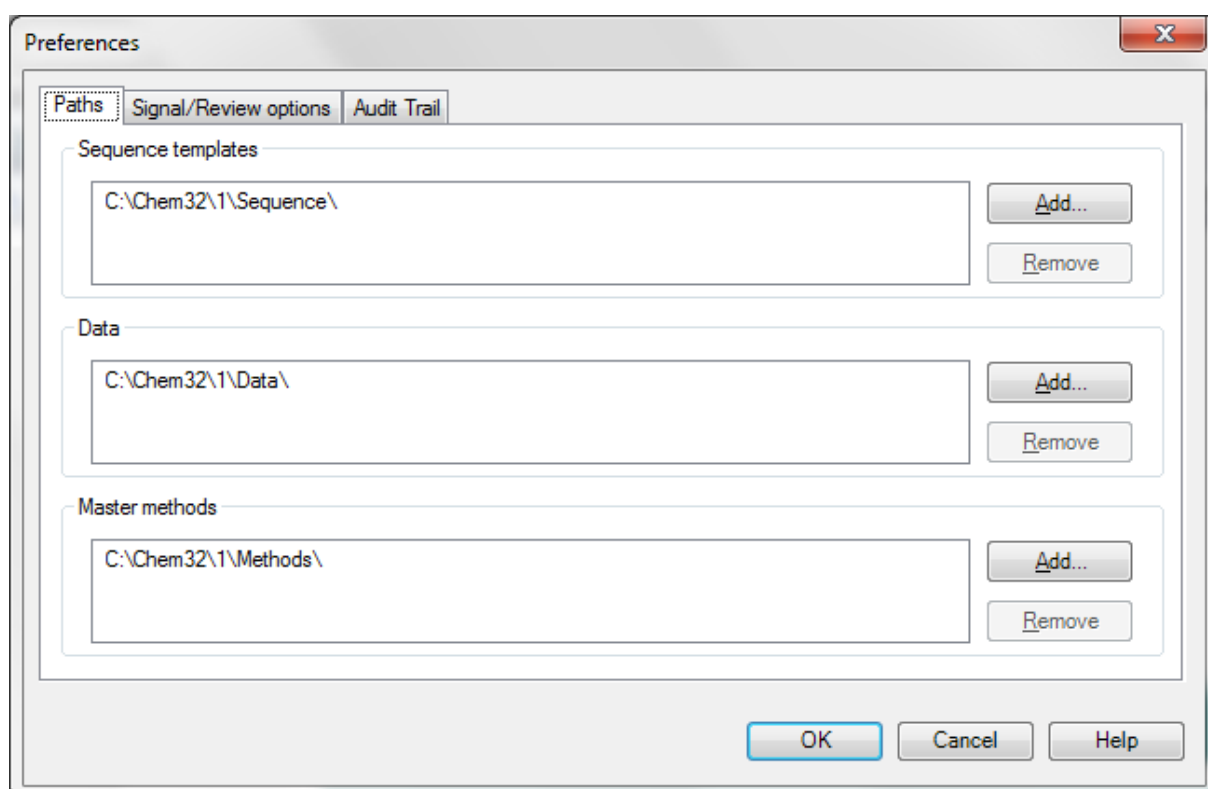 Preferences
Paths Signal/Review options Audit Trail
Sequence templates
C:\Chem32\1\Sequence\
Add...
Remove
Data
C:\Chem32\1\Data\
Add...
Remove
Master methods
C:\Chem32\1\Methods\
Add...
Remove
OK Cancel Help